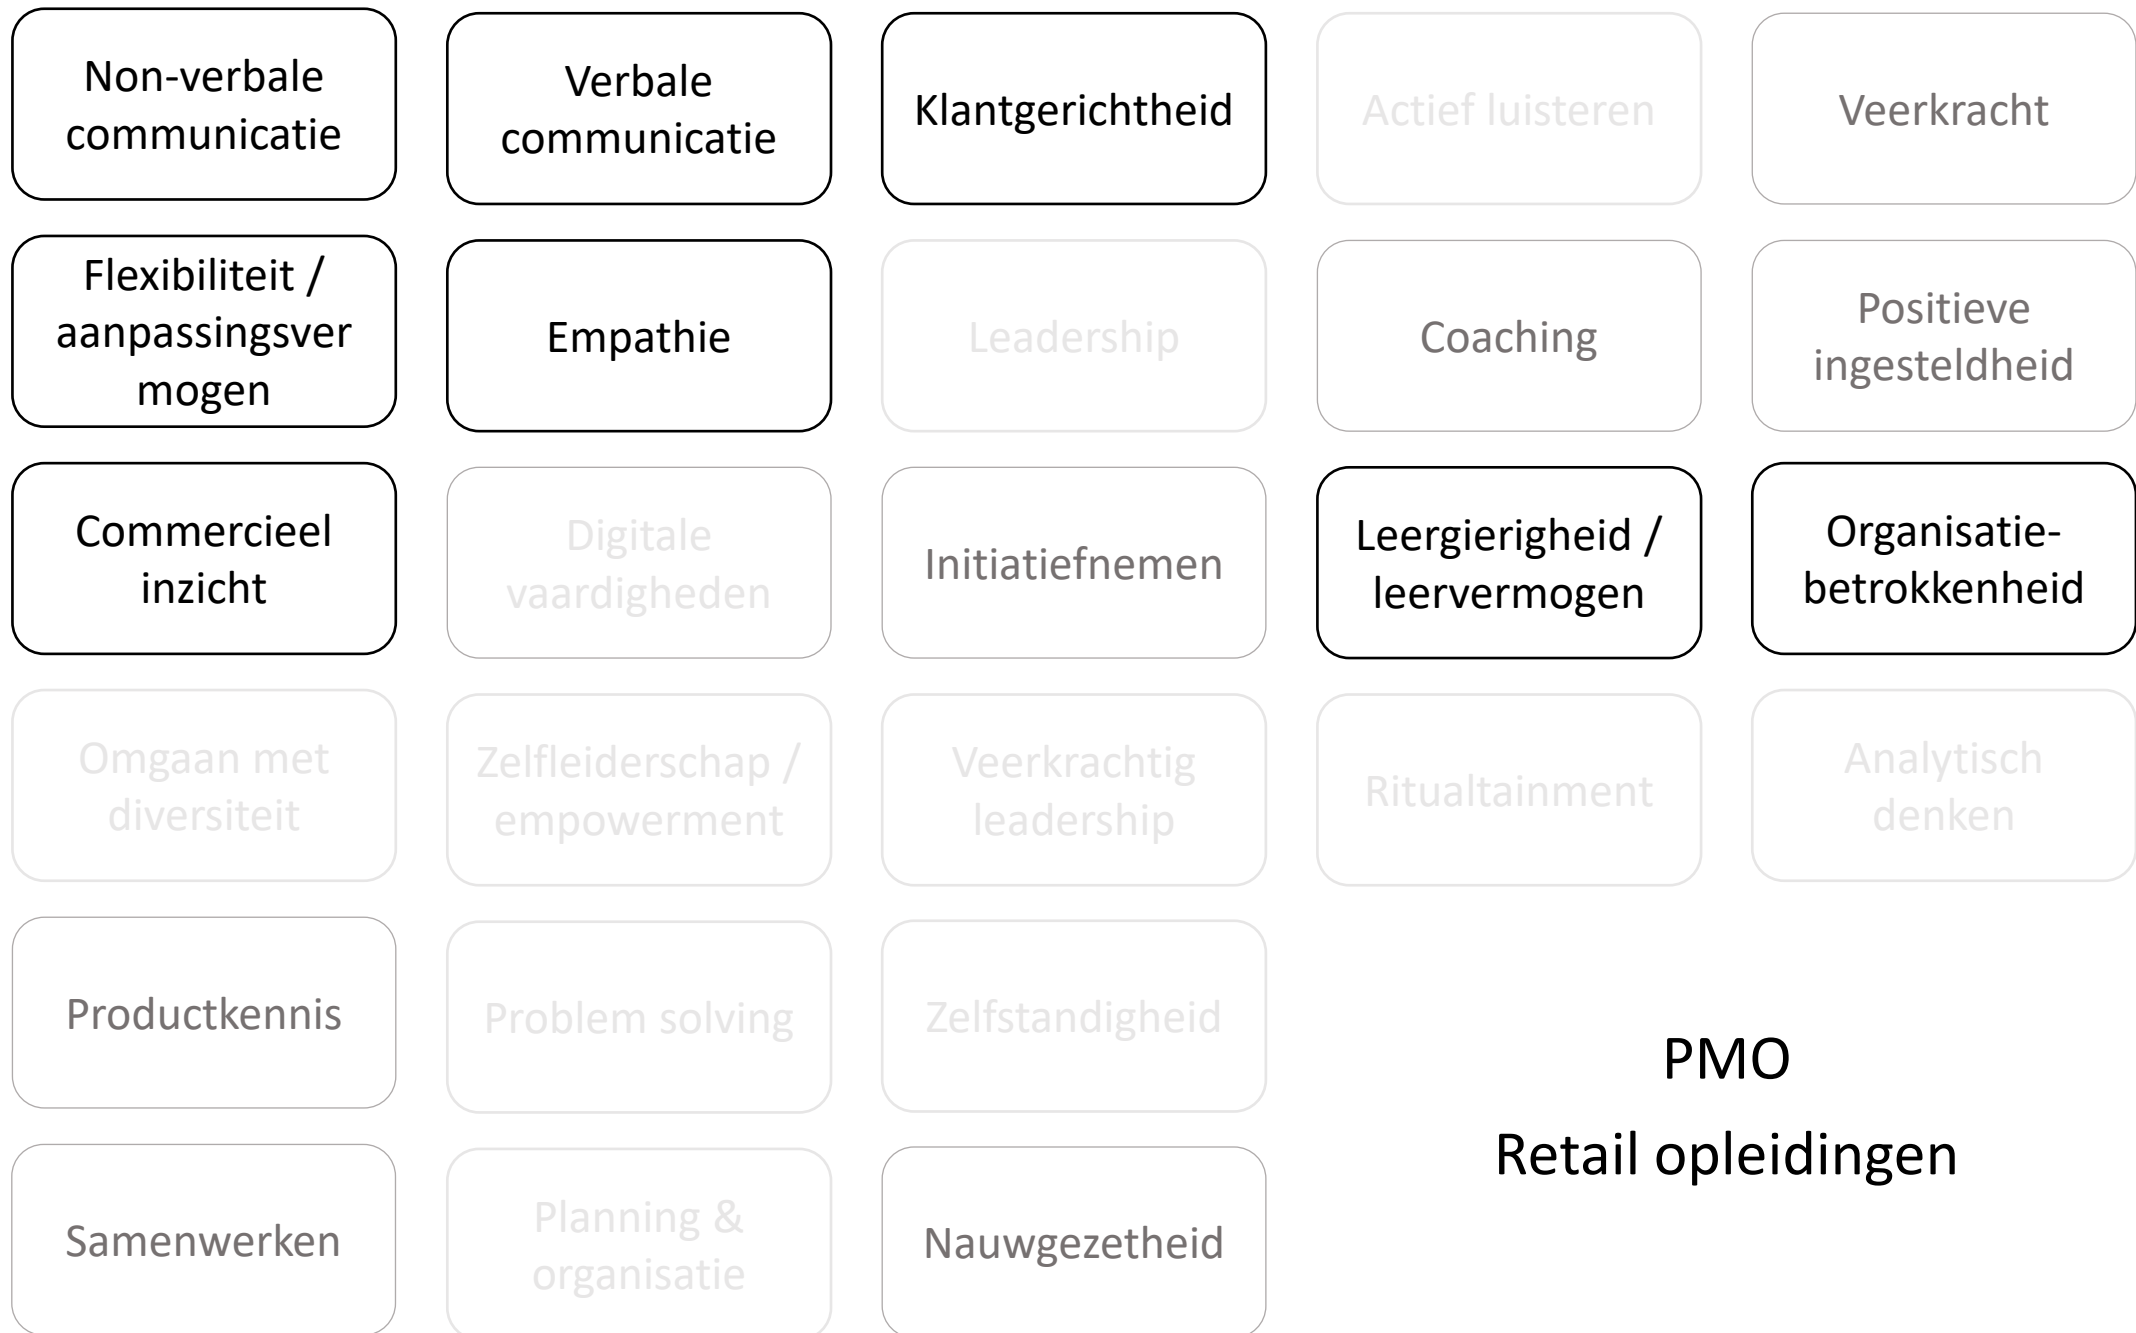 Non-verbale
communicatie
Verbale
communicatie
Klantgerichtheid
Actief luisteren
Veerkracht
Flexibiliteit /
aanpassingsver
mogen
Empathie
Leadership
Coaching
Positieve
ingesteldheid
Commercieel
inzicht
Digitale
vaardigheden
Initiatiefnemen
Leergierigheid /
leervermogen
Organisatie-
betrokkenheid
Omgaan met
diversiteit
Zelfleiderschap /
empowerment
Veerkrachtig
leadership
Ritualtainment
Analytisch
denken
Productkennis
Problem solving
Zelfstandigheid
PMO
Retail opleidingen
Samenwerken
Planning &
organisatie
Nauwgezetheid